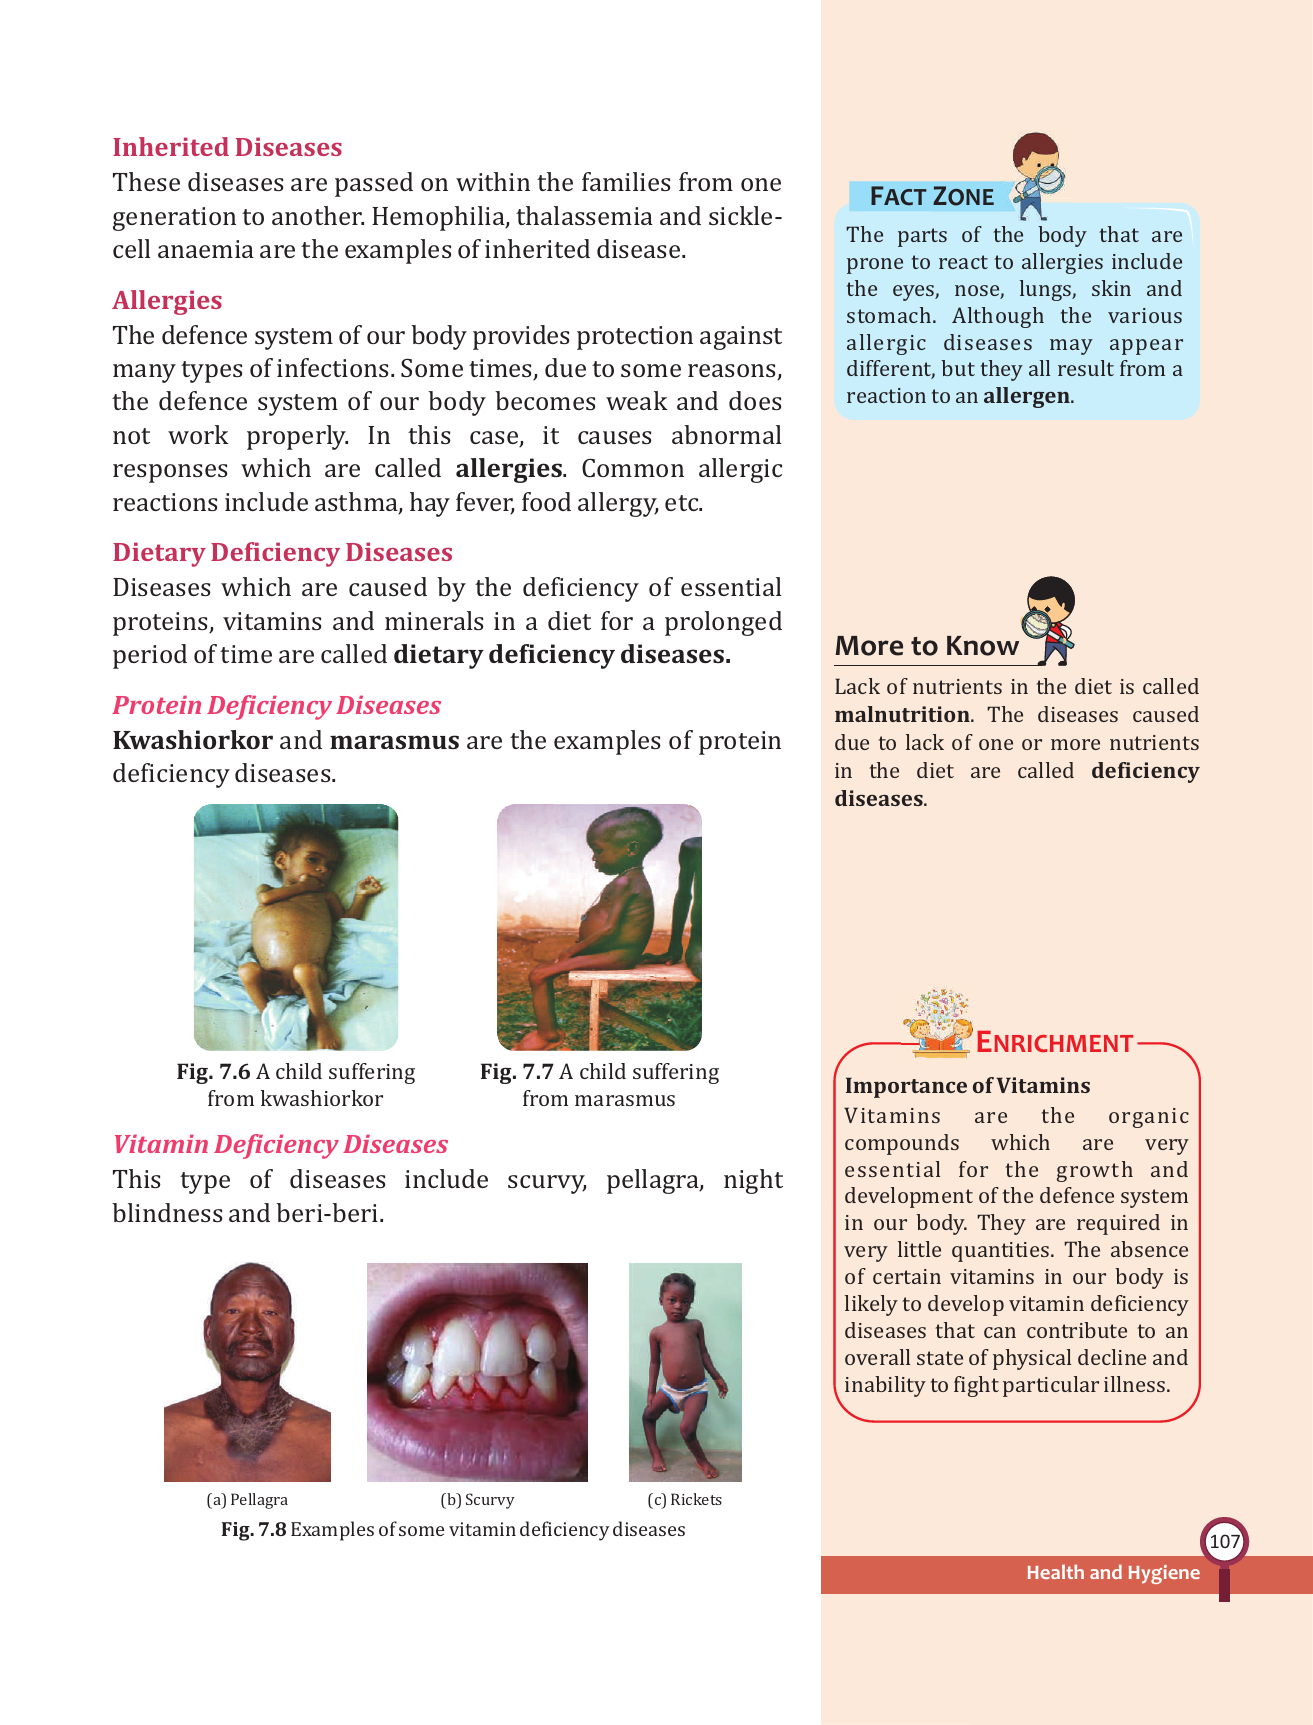 Inherited Diseases
These diseases are passed on within the families from one
generation to another. Hemophilia, thalassemia and sickle-
cell anaemia are the examples of inherited disease.
Allergies
The defence system of our body provides protection against
many types of infections. Some times, due to some reasons,
the defence system of our body becomes weak and does
not work properly. In this case, it causes abnormal
responses which are called allergies. Common allergic
reactions include asthma, hay fever, food allergy, etc.
Dietary Deficiency Diseases
Diseases which are caused by the deficiency of essential
proteins, vitamins and minerals in a diet for a prolonged
period of time are called dietary deficiency diseases.
Protein Deficiency Diseases
Kwashiorkor and marasmus are the examples of protein
deficiency diseases.
Fig. 7.6 A child suffering
from kwashiorkor
Fig. 7.7 A child suffering
from marasmus
Vitamin Deficiency Diseases
This type of diseases include scurvy, pellagra, night
blindness and beri-beri.
(a) Pellagra
(b) Scurvy
(c) Rickets
Fig. 7.8 Examples of some vitamin deficiency diseases
FACT ZONE
The parts of the body that are
prone to react to allergies include
the eyes, nose, lungs, skin and
stomach. Although the various
allergic diseases may appear
different, but they all result from a
reaction to an allergen.
More to Know
Lack of nutrients in the diet is called
malnutrition. The diseases caused
due to lack of one or more nutrients
in the diet are called deficiency
diseases.
ENRICHMENT
Importance of Vitamins
Vitamins are the organic
compounds which are very
essential for the growth and
development of the defence system
in our body. They are required in
very little quantities. The absence
of certain vitamins in our body is
likely to develop vitamin deficiency
diseases that can contribute to an
overall state of physical decline and
inability to fight particular illness.
107
Health and Hygiene